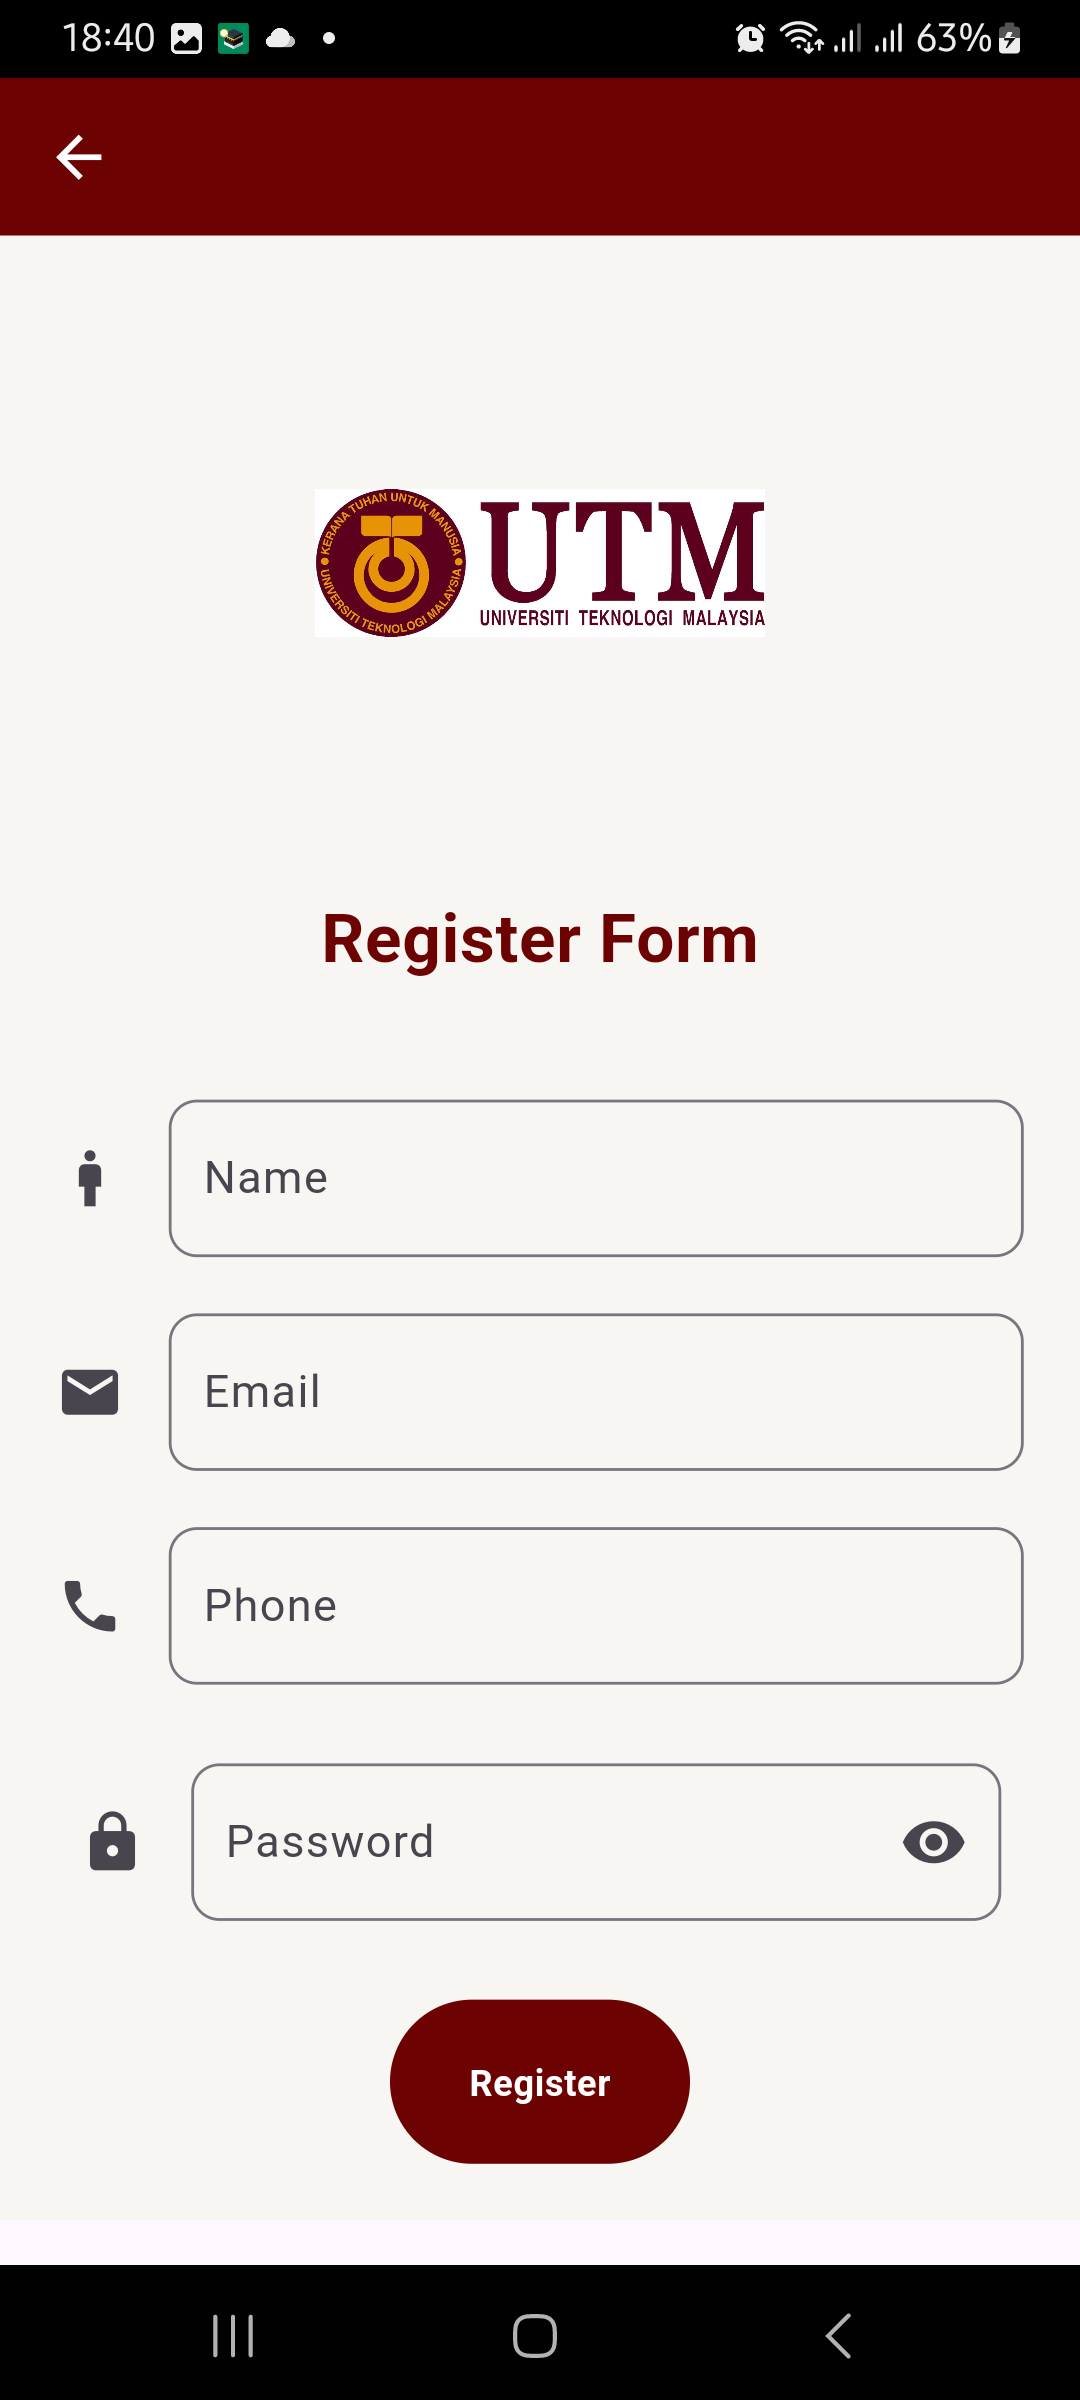 18:40 63%
KERANA TUHAN UNTUK MANUSIA
UNIVERSITI TEKNOLOGI MALAYSIA
UTM
UNIVERSITI TEKNOLOGI MALAYSIA
Register Form
Name
Email
Phone
Password
Register